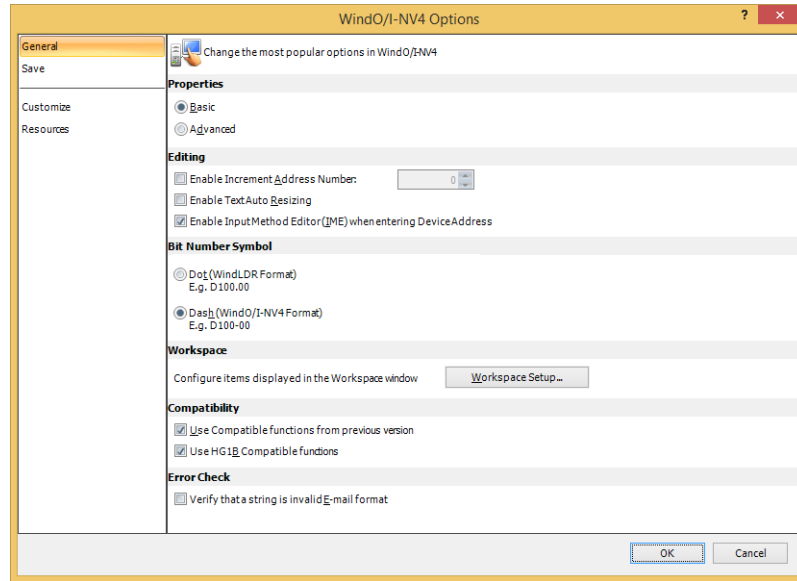 WindO/I-NV4 Options
?
General
Save
Customize
Resources
Change the most popular options in WindO/I-NV4
Properties
Basic
Advanced
Editing
Enable Increment Address Number: 0
Enable Text Auto Resizing
Enable Input Method Editor(IME) when entering Device Address
Bit Number Symbol
Dot (WindLDR Format)
E.g. D100.00
Dash (WindO/I-NV4 Format)
E.g. D100-00
Workspace
Configure items displayed in the Workspace window Workspace Setup...
Compatibility
Use Compatible functions from previous version
Use HG1B Compatible functions
Error Check
Verify that a string is invalid E-mail format
OK Cancel